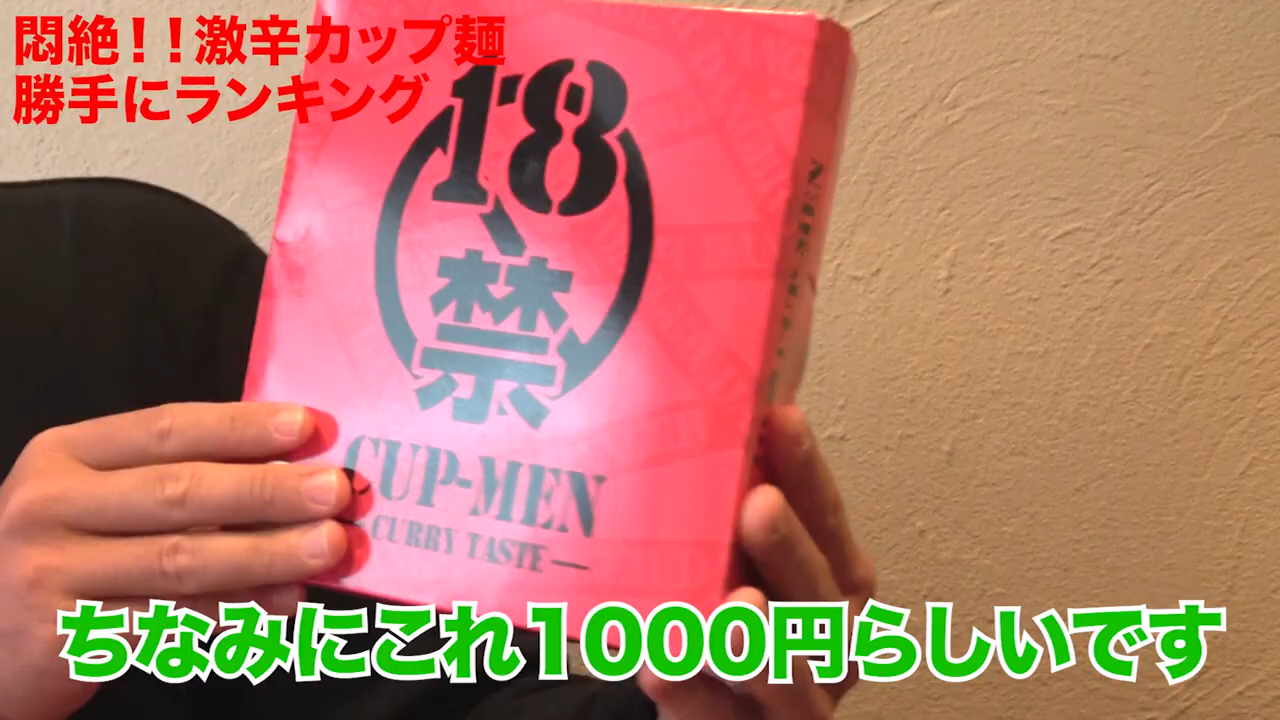 悶絶!!激辛カップ麺
勝手にランキング
18
禁
CUP-MEN
CURRY TASTE
ちなみにこれ1000円らしいです